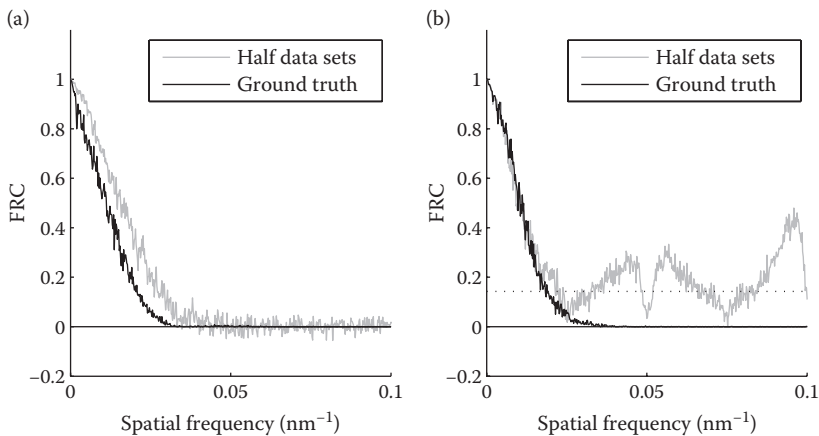 (a)
Half data sets
Ground truth
1
0.8
0.6
0.4
0.2
0
−0.2
FRC
0
0.05
0.1
Spatial frequency (nm⁻¹)
(b)
Half data sets
Ground truth
1
0.8
0.6
0.4
0.2
0
−0.2
FRC
0
0.05
0.1
Spatial frequency (nm⁻¹)